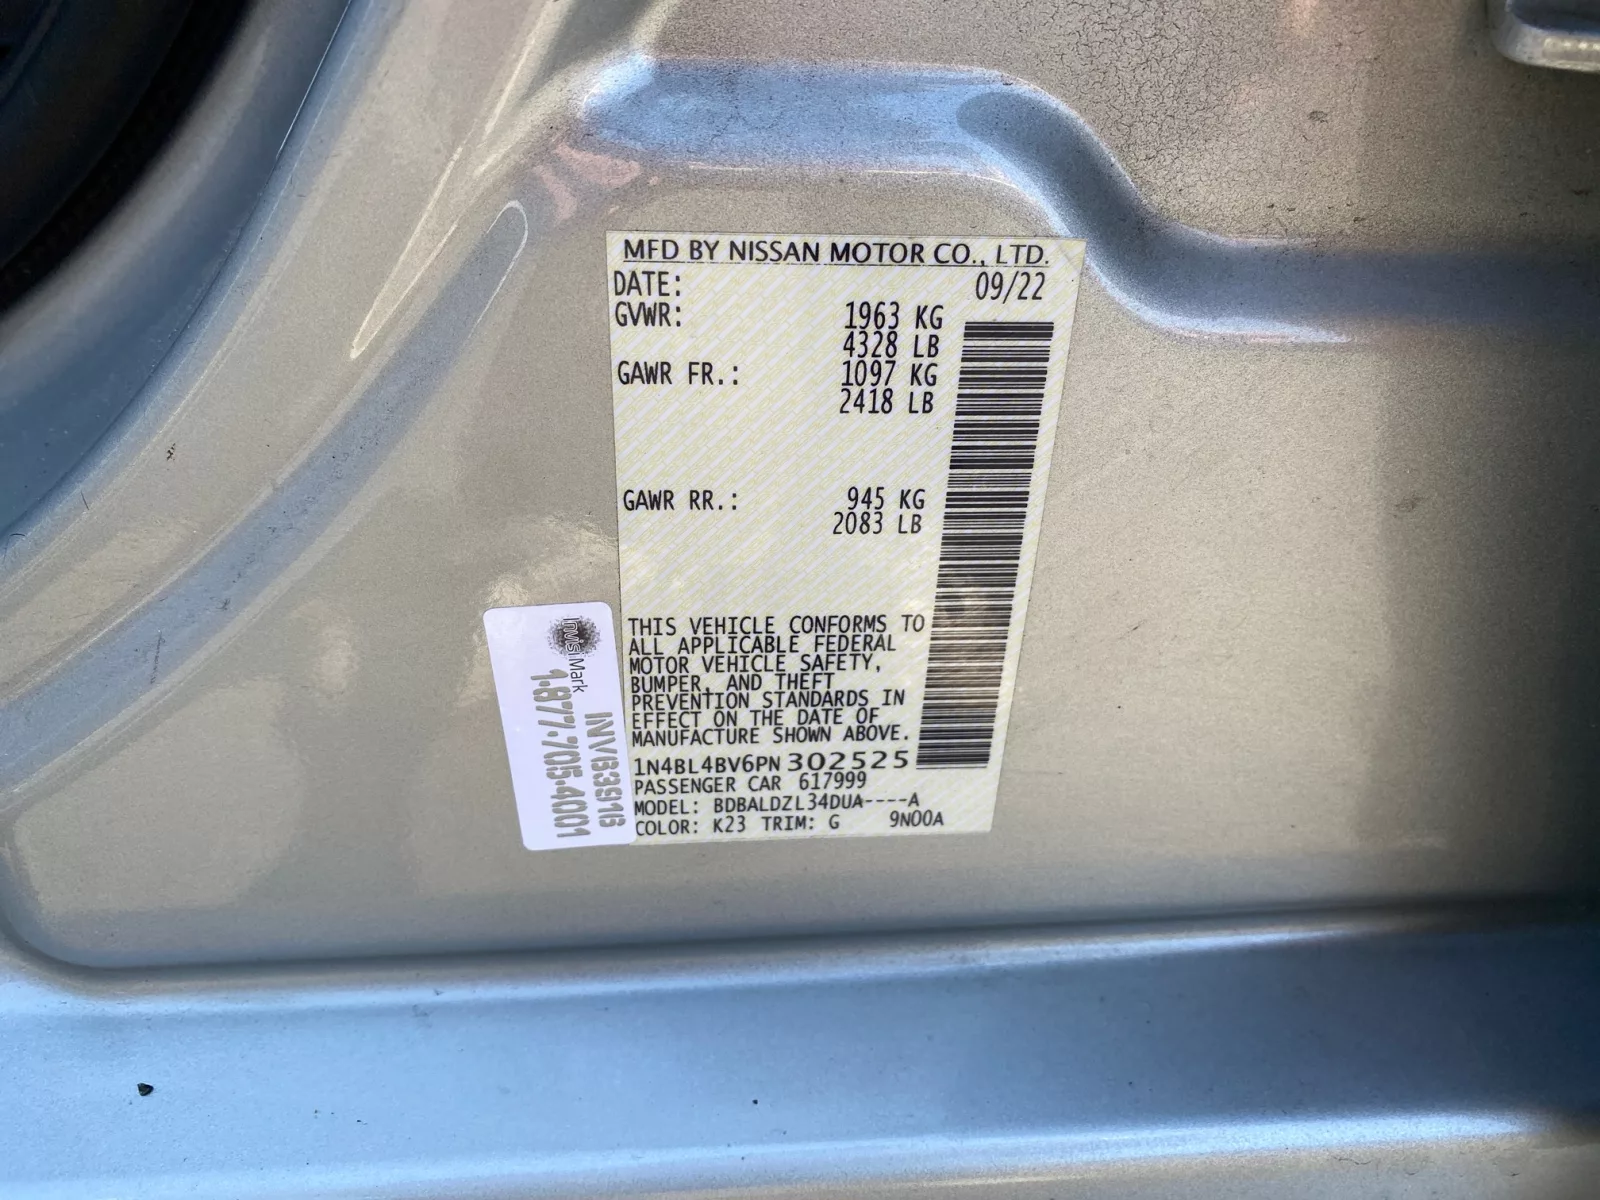 MFD BY NISSAN MOTOR CO., LTD.
DATE: 09/22
GVWR: 1963 KG
4328 LB
GAWR FR.: 1097 KG
2418 LB
GAWR RR.: 945 KG
2083 LB
THIS VEHICLE CONFORMS TO
ALL APPLICABLE FEDERAL
MOTOR VEHICLE SAFETY,
BUMPER, AND THEFT
PREVENTION STANDARDS IN
EFFECT ON THE DATE OF
MANUFACTURE SHOWN ABOVE.
1N4BL4BV6PN302525
PASSENGER CAR 617999
MODEL: BDBALDZL34DUA----A
COLOR: K23 TRIM: G 9N00A
InvisiMark
1-877-705-4001